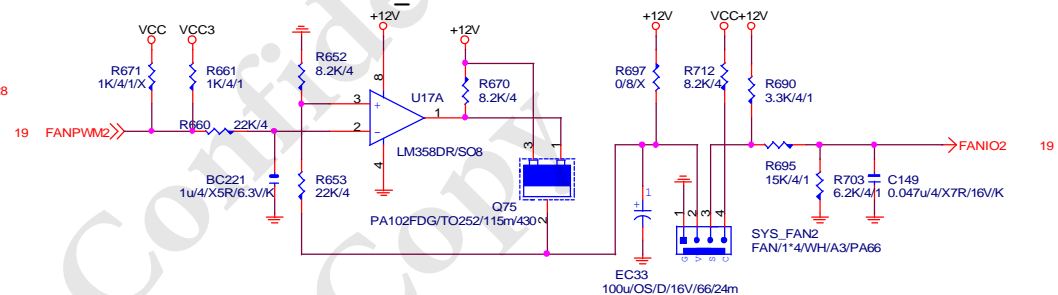 +12V
+12V
+12V
VCC
+12V
VCC
VCC3
R671
1K/4/1/X
R661
1K/4/1
R652
8.2K/4
R670
8.2K/4
R697
0/8/X
R712
8.2K/4
R690
3.3K/4/1
8
3
+
2
−
1
4
U17A
LM358DR/SO8
8
19
FANPWM2
R660
22K/4
BC221
1u/4/X5R/6.3V/K
R653
22K/4
3
1
2
Q75
PA102FDG/TO252/115m/430
1
+
EC33
100u/OS/D/16V/66/24m
1
2
3
4
G
V
S
C
SYS_FAN2
FAN/1*4/WH/A3/PA66
R695
15K/4/1
R703
6.2K/4/1
C149
0.047u/4/X7R/16V/K
FANIO2
19
Confide
Copy